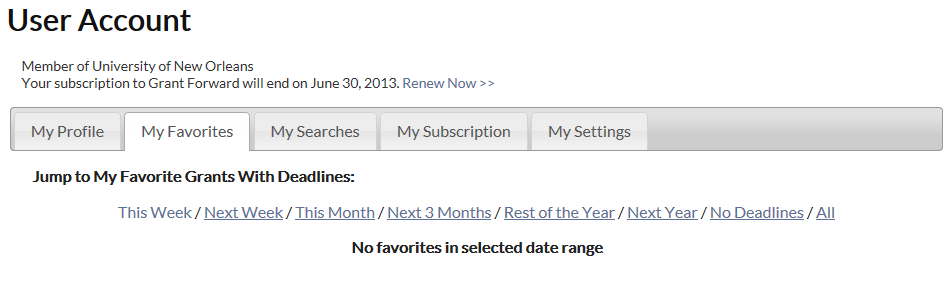 User Account
Member of University of New Orleans
Your subscription to Grant Forward will end on June 30, 2013. Renew Now >>
My Profile My Favorites My Searches My Subscription My Settings
Jump to My Favorite Grants With Deadlines:
This Week / Next Week / This Month / Next 3 Months / Rest of the Year / Next Year / No Deadlines / All
No favorites in selected date range